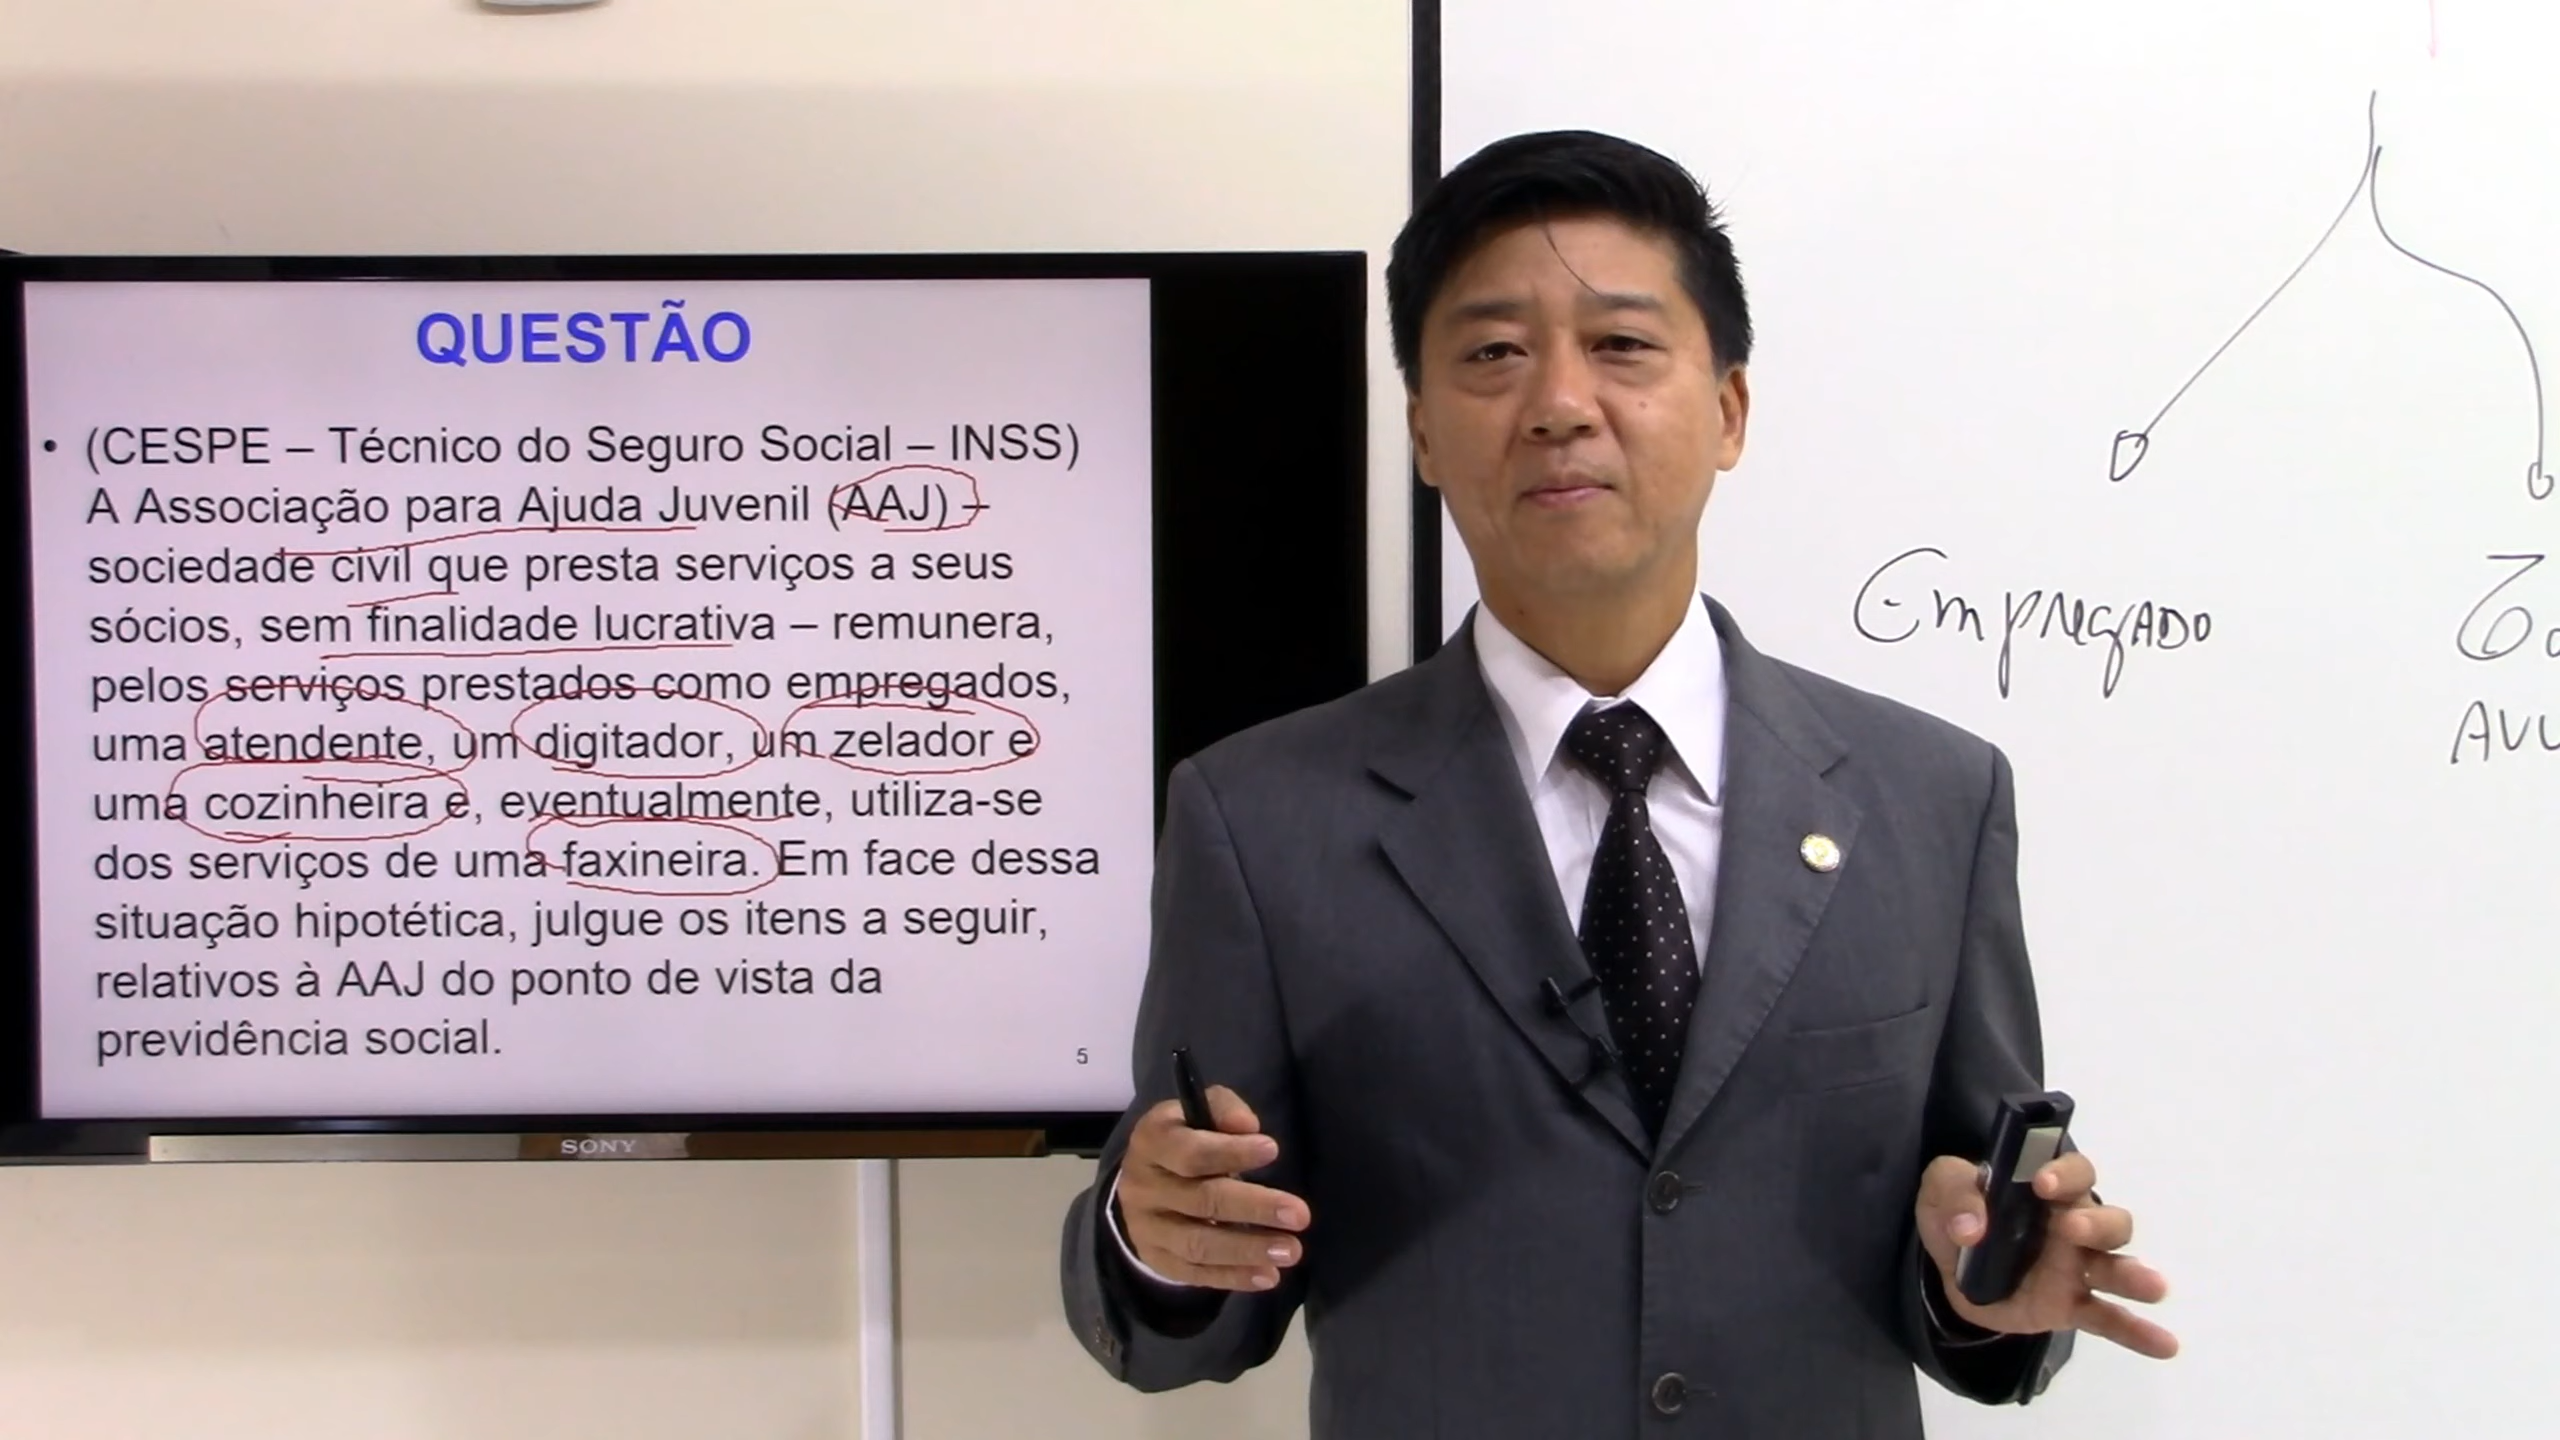 QUESTÃO
• (CESPE – Técnico do Seguro Social – INSS)
A Associação para Ajuda Juvenil (AAJ) –
sociedade civil que presta serviços a seus
sócios, sem finalidade lucrativa – remunera,
pelos serviços prestados como empregados,
uma atendente, um digitador, um zelador e
uma cozinheira e, eventualmente, utiliza-se
dos serviços de uma faxineira. Em face dessa
situação hipotética, julgue os itens a seguir,
relativos à AAJ do ponto de vista da
previdência social.
5
SONY
Empregado